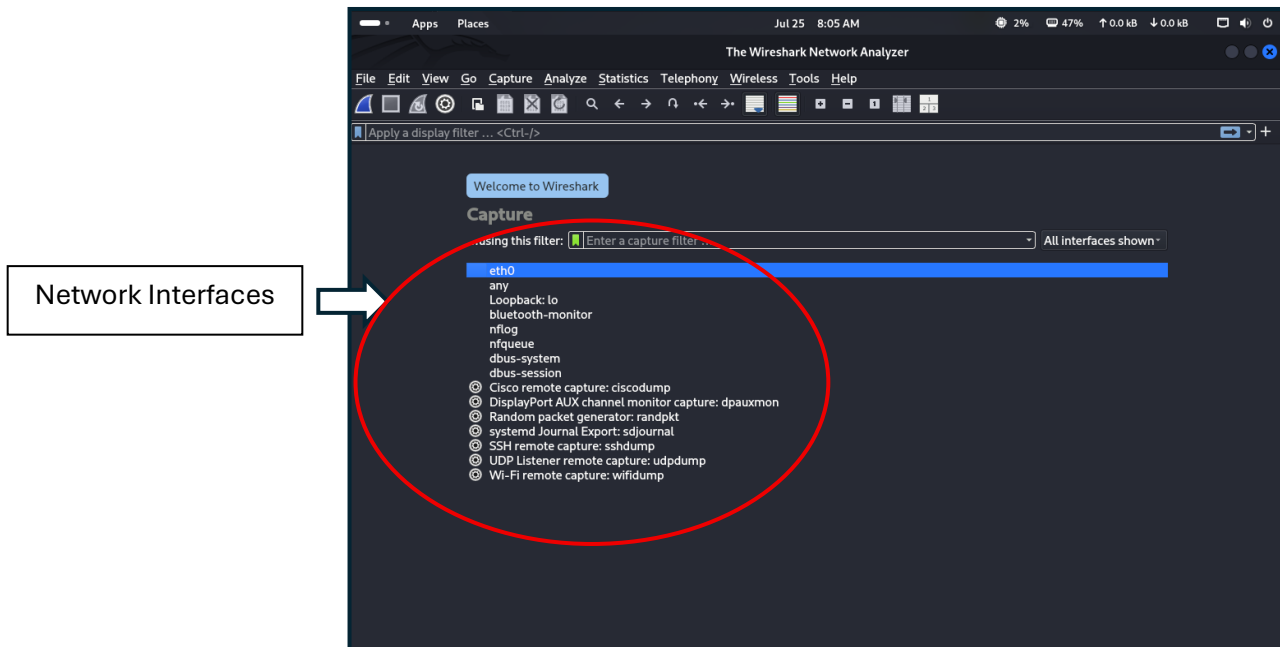 Apps Places Jul 25 8:05 AM 2% 47% ↑0.0 kB ↓0.0 kB
The Wireshark Network Analyzer
File Edit View Go Capture Analyze Statistics Telephony Wireless Tools Help
Apply a display filter ... <Ctrl-/>
Welcome to Wireshark
Capture
using this filter: Enter a capture filter ... All interfaces shown
Network Interfaces
eth0
any
Loopback: lo
bluetooth-monitor
nflog
nfqueue
dbus-system
dbus-session
Cisco remote capture: ciscodump
DisplayPort AUX channel monitor capture: dpauxmon
Random packet generator: randpkt
systemd Journal Export: sdjournal
SSH remote capture: sshdump
UDP Listener remote capture: udpdump
Wi-Fi remote capture: wifidump